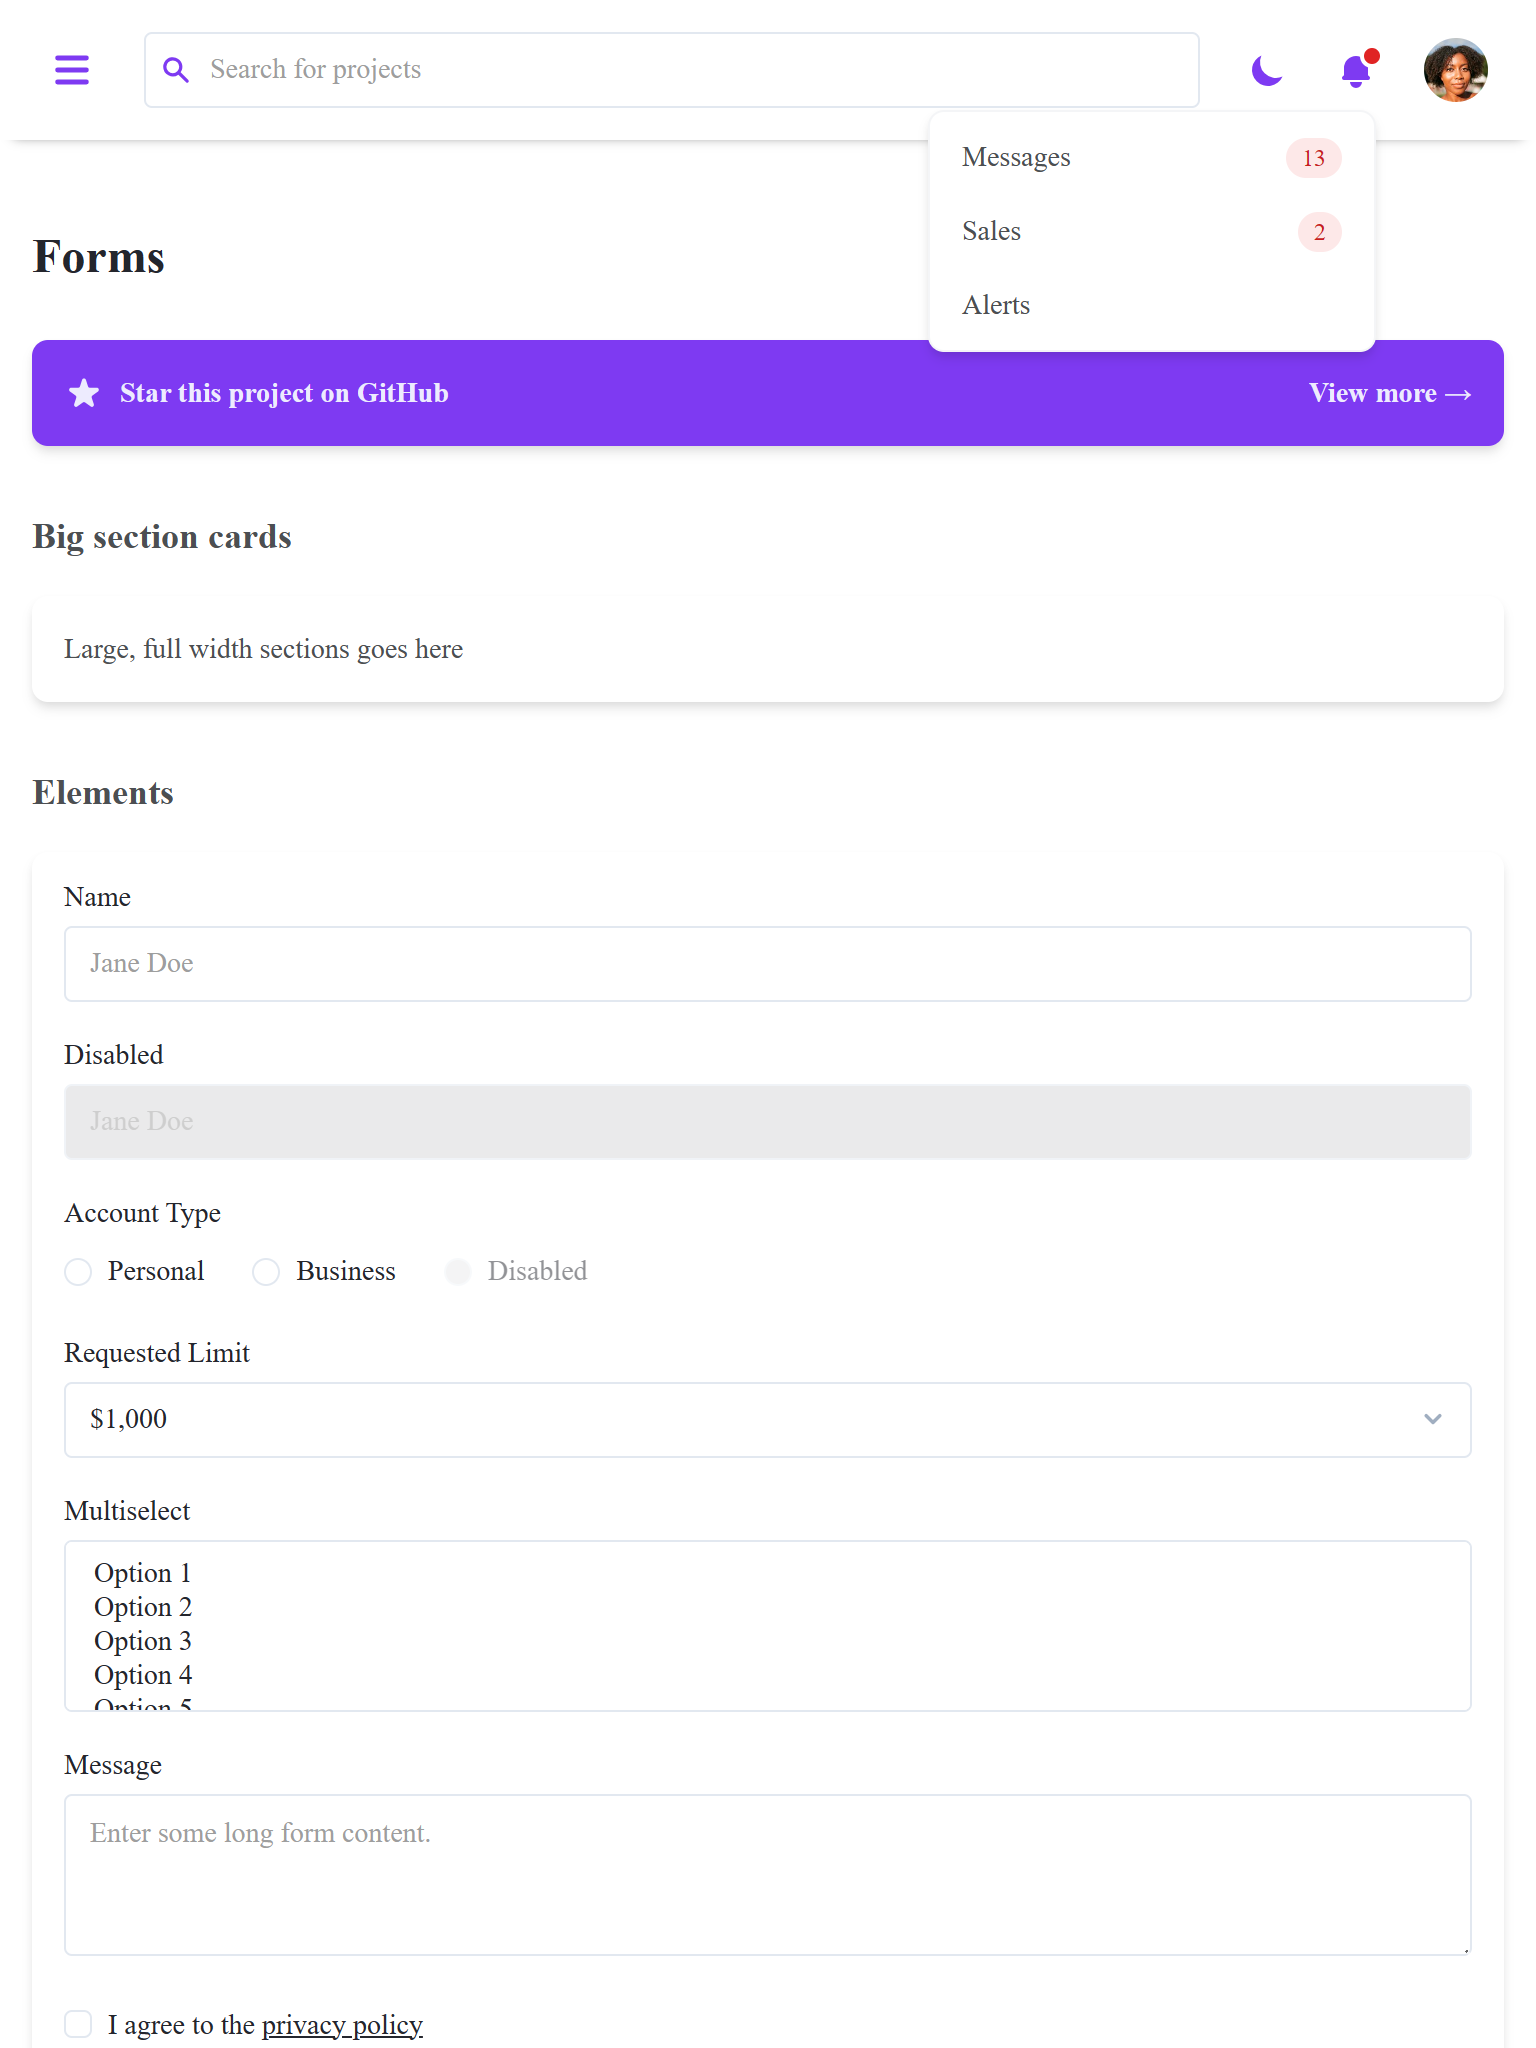 Search for projects
Messages 13
Sales 2
Alerts
Forms
Star this project on GitHub View more →
Big section cards
Large, full width sections goes here
Elements
Name
Jane Doe
Disabled
Jane Doe
Account Type
Personal Business Disabled
Requested Limit
$1,000
Multiselect
Option 1
Option 2
Option 3
Option 4
Option 5
Message
Enter some long form content.
I agree to the privacy policy